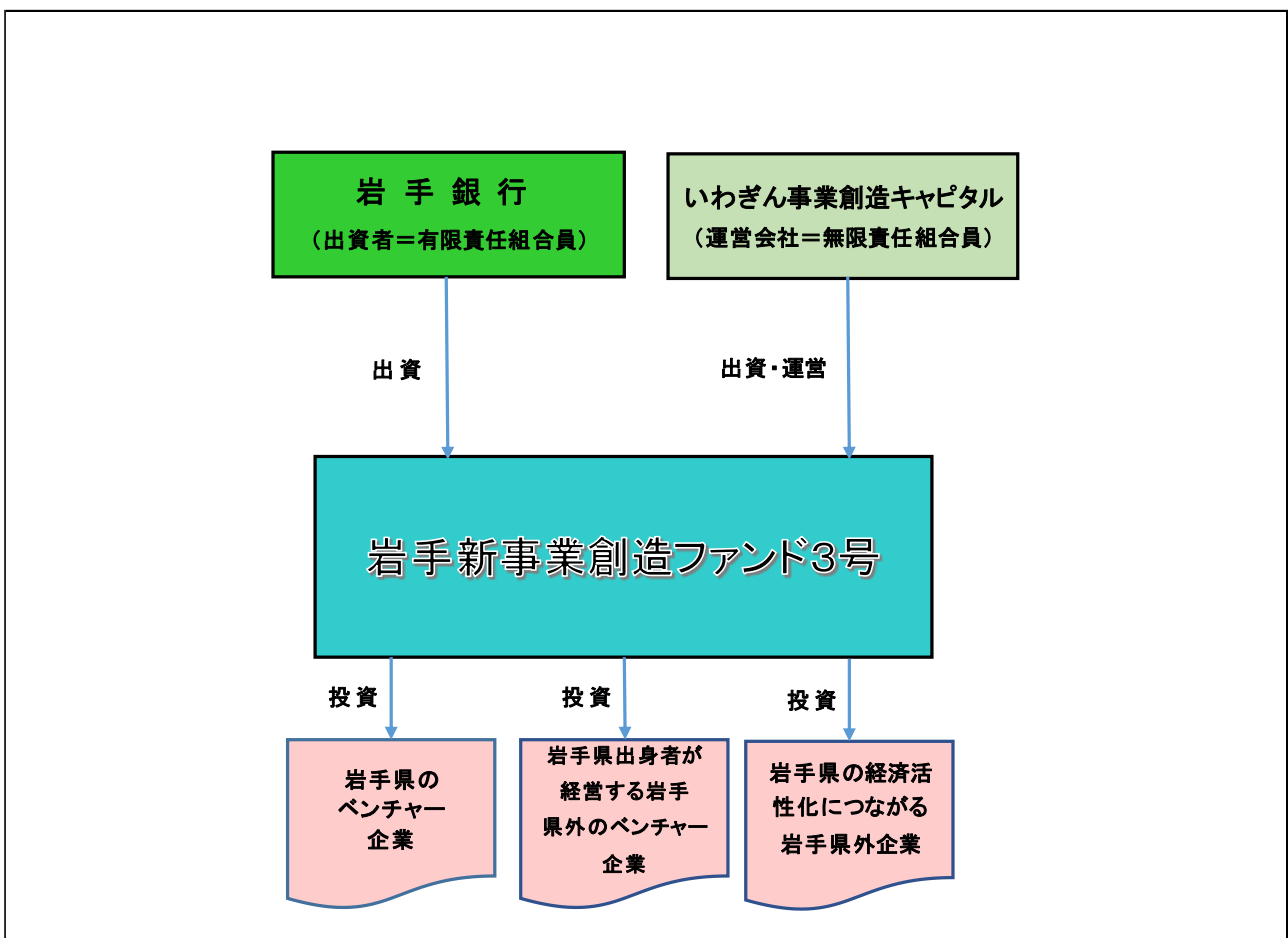 岩 手 銀 行
（出資者＝有限責任組合員）
いわぎん事業創造キャピタル
（運営会社＝無限責任組合員）
出 資
出 資・運営
岩手新事業創造ファンド３号
投 資
投 資
投 資
岩手県の
ベンチャー
企業
岩手県出身者が
経営する岩手
県外のベンチャー
企業
岩手県の経済活
性化につながる
岩手県外企業